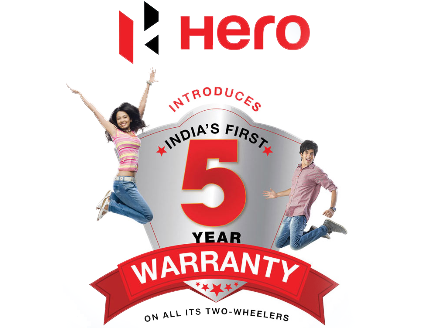 Hero
INTRODUCES
INDIA'S FIRST
5
YEAR
WARRANTY
ON ALL ITS TWO-WHEELERS